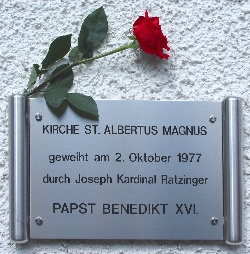 KIRCHE ST. ALBERTUS MAGNUS
geweiht am 2. Oktober 1977
durch Joseph Kardinal Ratzinger
PAPST BENEDIKT XVI.